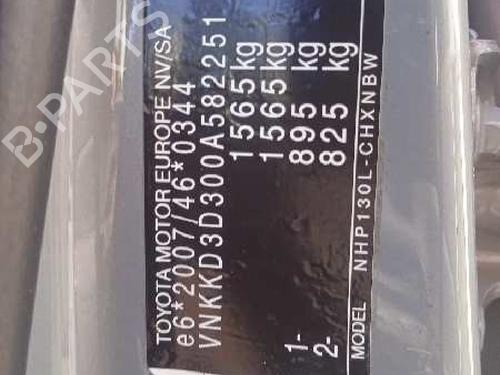 TOYOTA MOTOR EUROPE NV/SA
e6*2007/46*0344
VNKKD3D300A582251
1565kg
1565kg
1- 895 kg
2- 825 kg
MODEL NHP130L-CHXNBW
B-PARTS